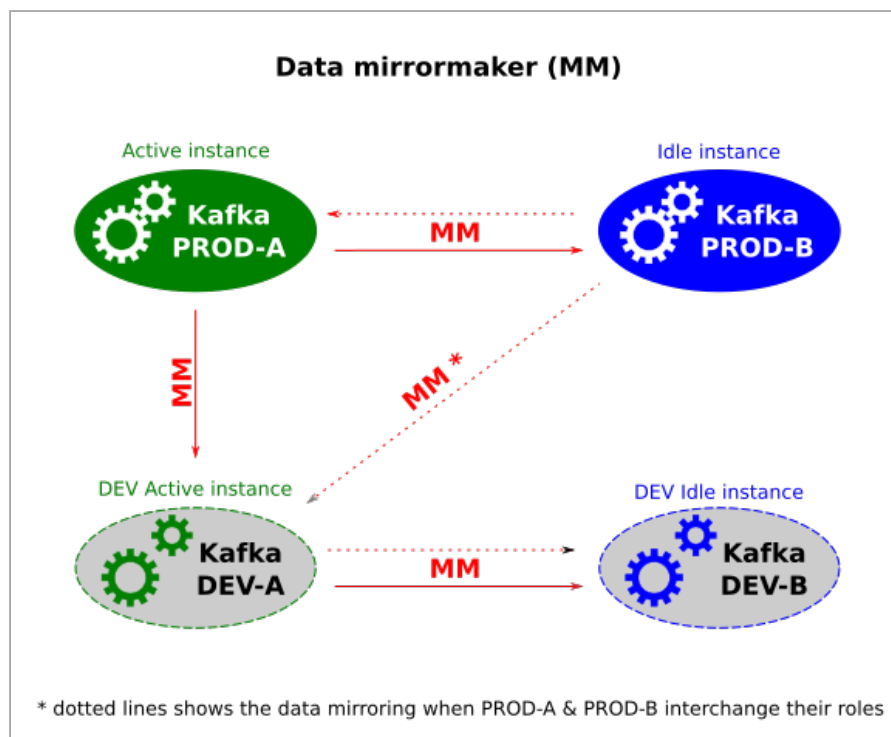 Data mirrormaker (MM)
Active instance
Idle instance
Kafka
PROD-A
MM
Kafka
PROD-B
MM
MM *
DEV Active instance
DEV Idle instance
Kafka
DEV-A
MM
Kafka
DEV-B
* dotted lines shows the data mirroring when PROD-A & PROD-B interchange their roles